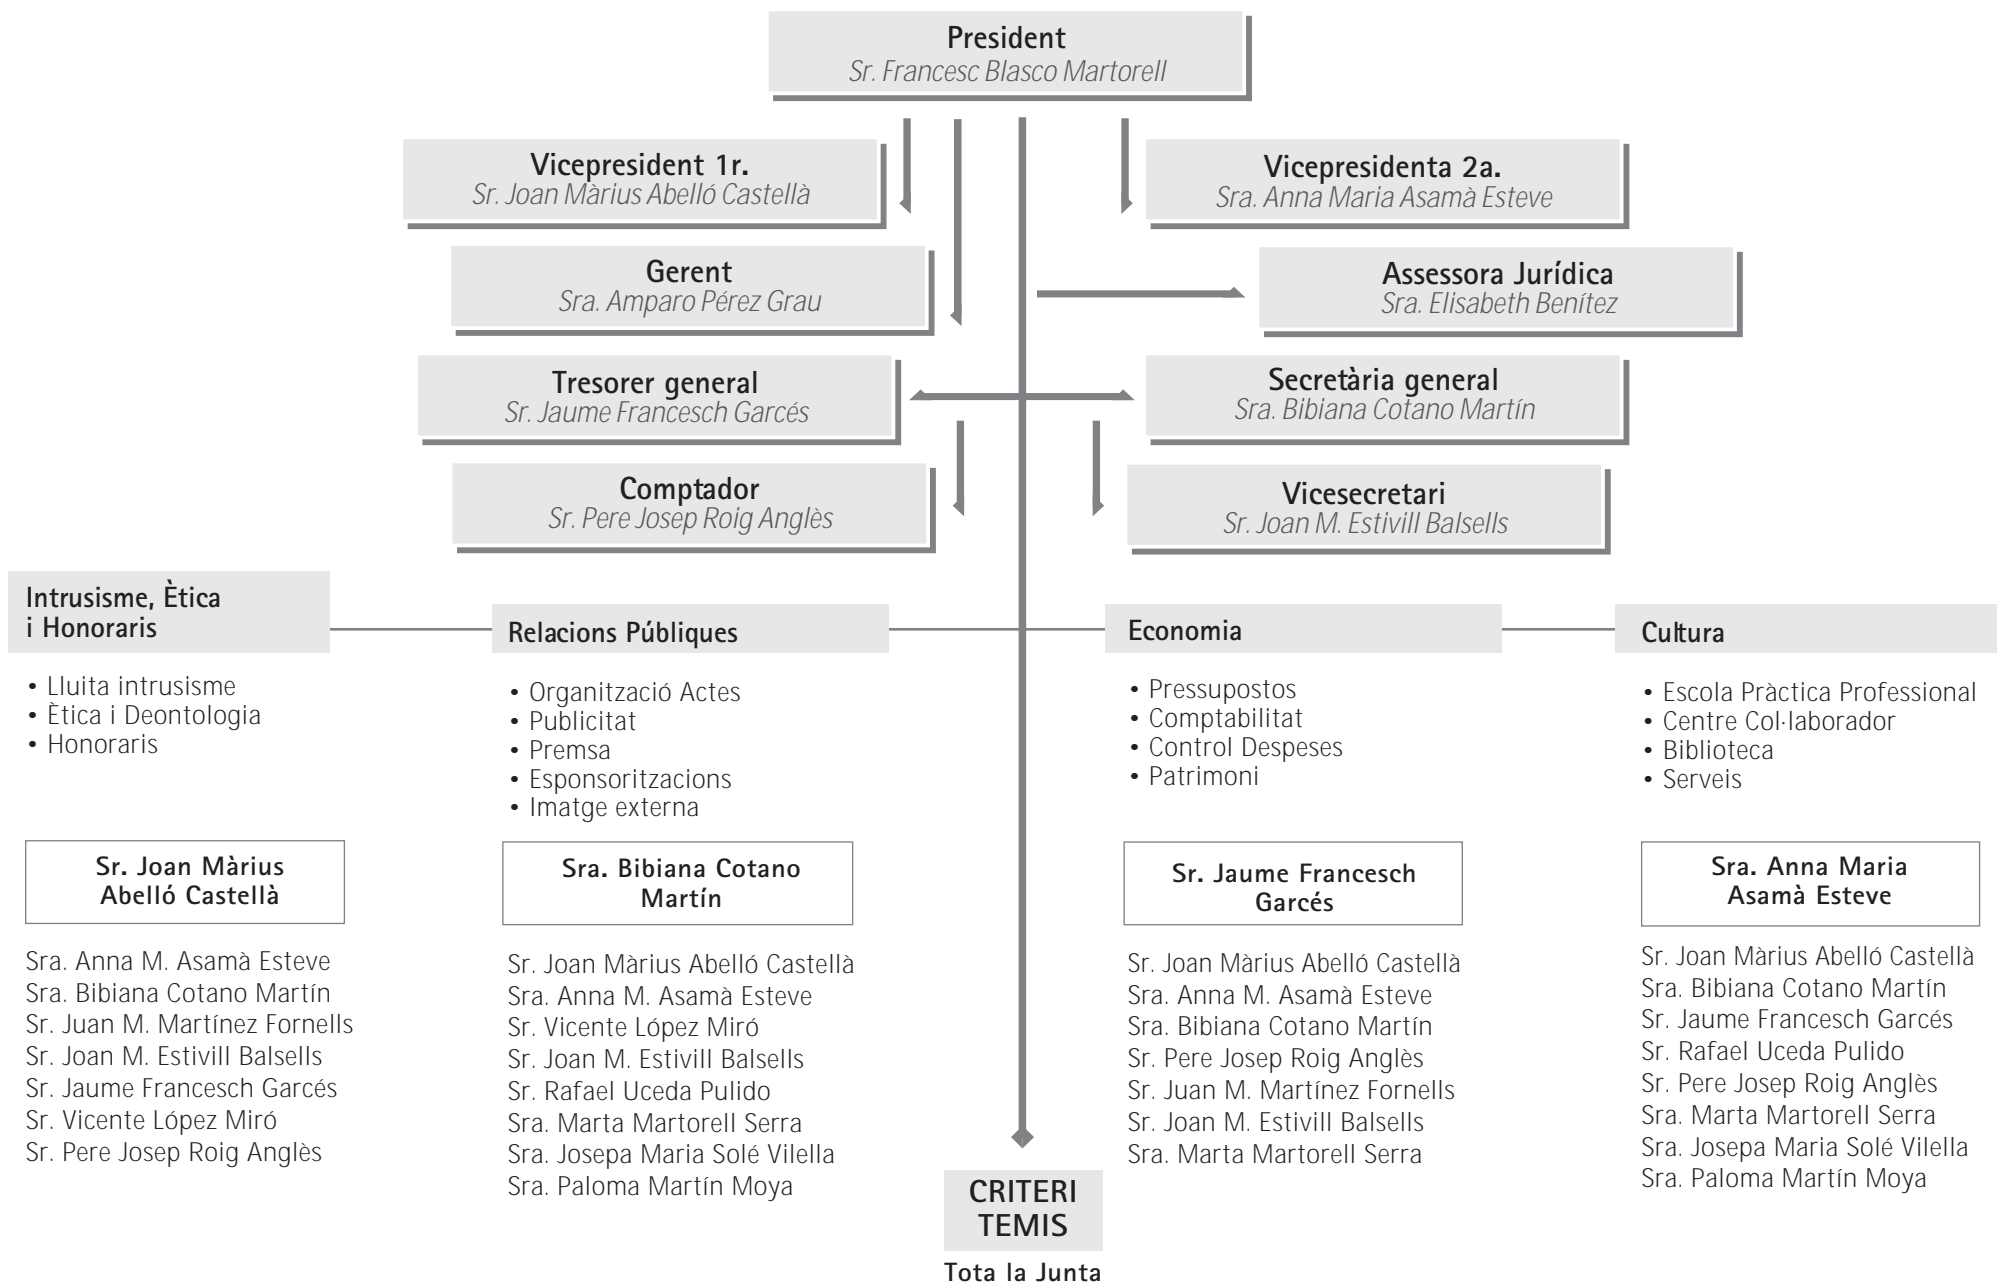 President
Sr. Francesc Blasco Martorell
Vicepresident 1r.
Sr. Joan Màrius Abelló Castellà
Vicepresidenta 2a.
Sra. Anna Maria Asamà Esteve
Gerent
Sra. Amparo Pérez Grau
Assessora Jurídica
Sra. Elisabeth Benítez
Tresorer general
Sr. Jaume Francesch Garcés
Secretària general
Sra. Bibiana Cotano Martín
Comptador
Sr. Pere Josep Roig Anglès
Vicesecretari
Sr. Joan M. Estivill Balsells
Intrusisme, Ètica
i Honoraris
• Lluita intrusisme
• Ètica i Deontologia
• Honoraris
Sr. Joan Màrius
Abelló Castellà
Sra. Anna M. Asamà Esteve
Sra. Bibiana Cotano Martín
Sr. Juan M. Martínez Fornells
Sr. Joan M. Estivill Balsells
Sr. Jaume Francesch Garcés
Sr. Vicente López Miró
Sr. Pere Josep Roig Anglès
Relacions Públiques
• Organització Actes
• Publicitat
• Premsa
• Esponsoritzacions
• Imatge externa
Sra. Bibiana Cotano
Martín
Sr. Joan Màrius Abelló Castellà
Sra. Anna M. Asamà Esteve
Sr. Vicente López Miró
Sr. Joan M. Estivill Balsells
Sr. Rafael Uceda Pulido
Sra. Marta Martorell Serra
Sra. Josepa Maria Solé Vilella
Sra. Paloma Martín Moya
Economia
• Pressupostos
• Comptabilitat
• Control Despeses
• Patrimoni
Sr. Jaume Francesch
Garcés
Sr. Joan Màrius Abelló Castellà
Sra. Anna M. Asamà Esteve
Sra. Bibiana Cotano Martín
Sr. Pere Josep Roig Anglès
Sr. Juan M. Martínez Fornells
Sr. Joan M. Estivill Balsells
Sra. Marta Martorell Serra
Cultura
• Escola Pràctica Professional
• Centre Col·laborador
• Biblioteca
• Serveis
Sra. Anna Maria
Asamà Esteve
Sr. Joan Màrius Abelló Castellà
Sra. Bibiana Cotano Martín
Sr. Jaume Francesch Garcés
Sr. Rafael Uceda Pulido
Sr. Pere Josep Roig Anglès
Sra. Marta Martorell Serra
Sra. Josepa Maria Solé Vilella
Sra. Paloma Martín Moya
CRITERI
TEMIS
Tota la Junta